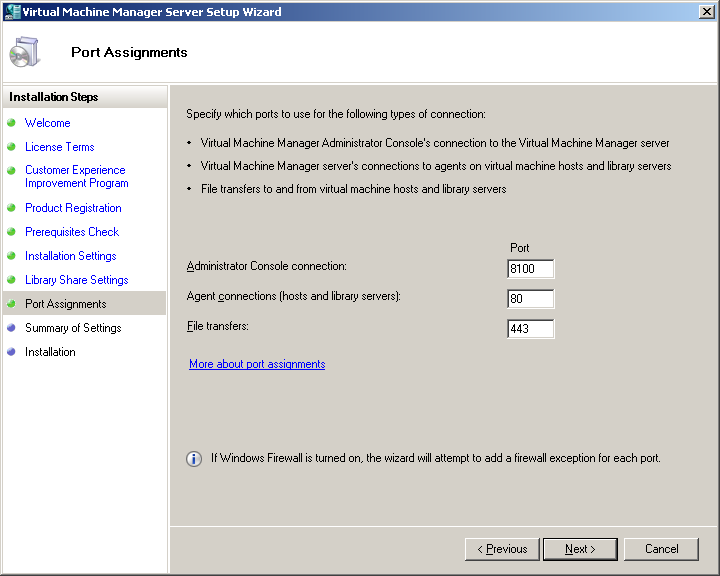 Virtual Machine Manager Server Setup Wizard
Port Assignments
Installation Steps
Welcome
License Terms
Customer Experience
Improvement Program
Product Registration
Prerequisites Check
Installation Settings
Library Share Settings
Port Assignments
Summary of Settings
Installation
Specify which ports to use for the following types of connection:
• Virtual Machine Manager Administrator Console's connection to the Virtual Machine Manager server
• Virtual Machine Manager server's connections to agents on virtual machine hosts and library servers
• File transfers to and from virtual machine hosts and library servers
Port
Administrator Console connection: 8100
Agent connections (hosts and library servers): 80
File transfers: 443
More about port assignments
If Windows Firewall is turned on, the wizard will attempt to add a firewall exception for each port.
< Previous Next > Cancel